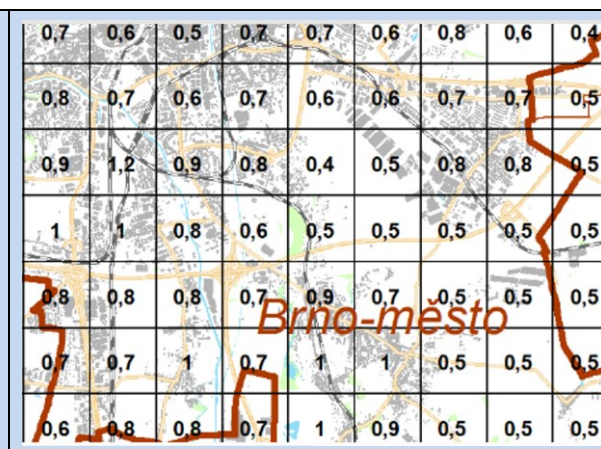 0,7 0,6 0,5 0,7 0,7 0,6 0,8 0,6 0,4
0,8 0,7 0,6 0,7 0,6 0,6 0,7 0,7 0,5
0,9 1,2 0,9 0,8 0,4 0,5 0,8 0,8 0,5
1 1 0,8 0,6 0,5 0,5 0,5 0,5 0,5
0,8 0,8 0,8 0,7 0,9 0,7 0,5 0,5 0,5
Brno-město
0,7 0,7 1 0,7 1 1 0,5 0,5 0,5
0,6 0,8 0,8 0,7 1 0,9 0,5 0,5 0,5